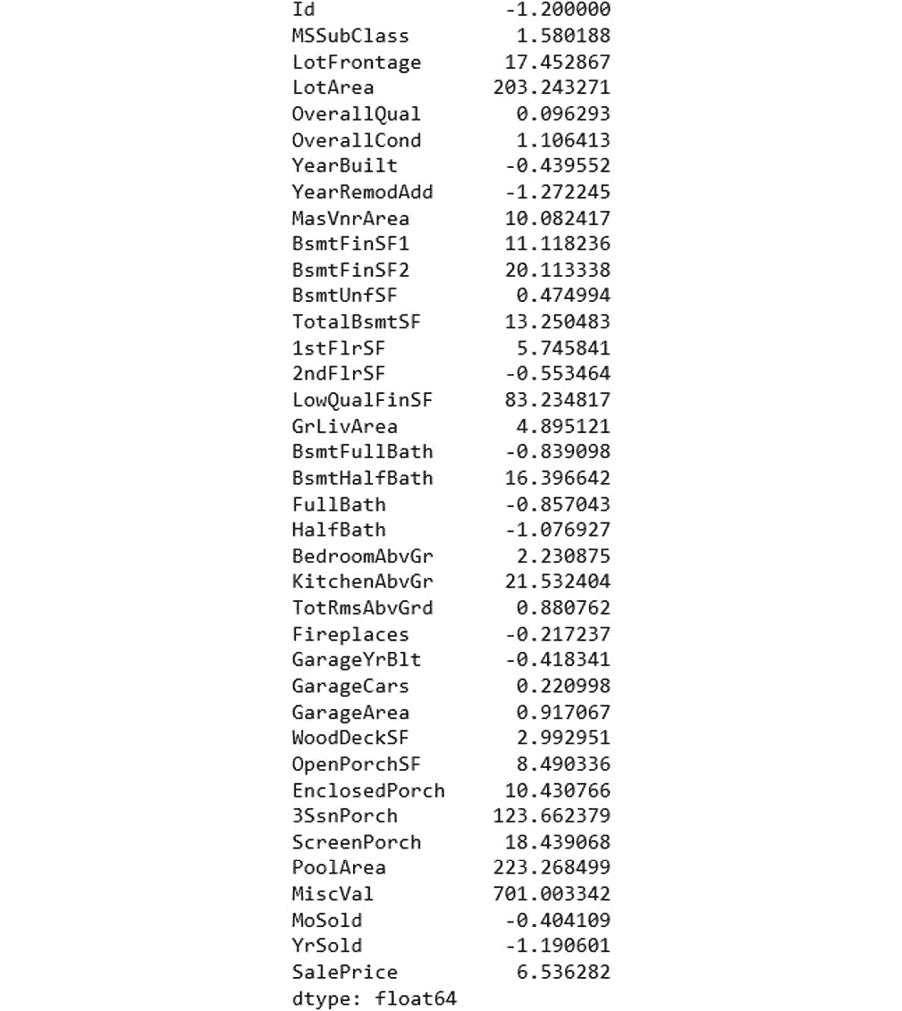 Id -1.200000
MSSubClass 1.580188
LotFrontage 17.452867
LotArea 203.243271
OverallQual 0.096293
OverallCond 1.106413
YearBuilt -0.439552
YearRemodAdd -1.272245
MasVnrArea 10.082417
BsmtFinSF1 11.118236
BsmtFinSF2 20.113338
BsmtUnfSF 0.474994
TotalBsmtSF 13.250483
1stFlrSF 5.745841
2ndFlrSF -0.553464
LowQualFinSF 83.234817
GrLivArea 4.895121
BsmtFullBath -0.839098
BsmtHalfBath 16.396642
FullBath -0.857043
HalfBath -1.076927
BedroomAbvGr 2.230875
KitchenAbvGr 21.532404
TotRmsAbvGrd 0.880762
Fireplaces -0.217237
GarageYrBlt -0.418341
GarageCars 0.220998
GarageArea 0.917067
WoodDeckSF 2.992951
OpenPorchSF 8.490336
EnclosedPorch 10.430766
3SsnPorch 123.662379
ScreenPorch 18.439068
PoolArea 223.268499
MiscVal 701.003342
MoSold -0.404109
YrSold -1.190601
SalePrice 6.536282
dtype: float64